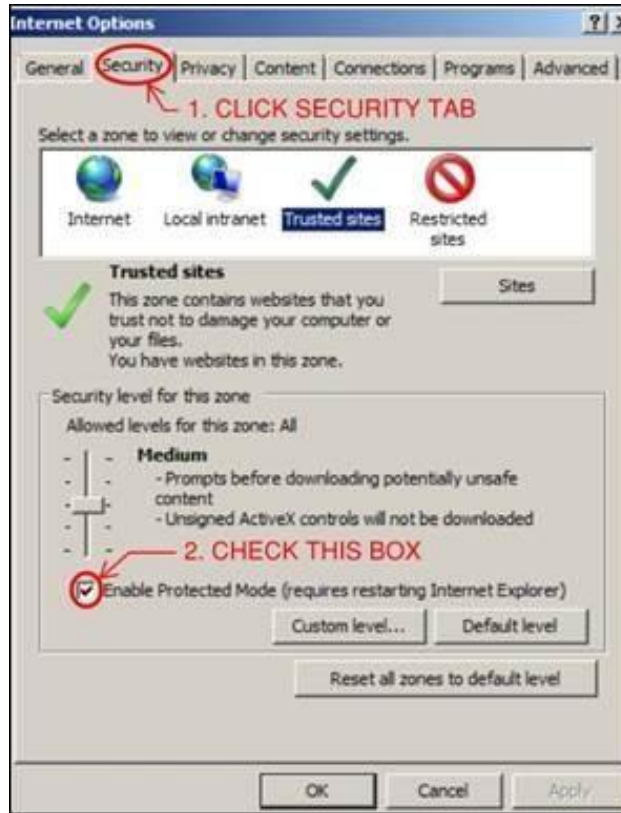 Internet Options
General Security Privacy Content Connections Programs Advanced
1. CLICK SECURITY TAB
Select a zone to view or change security settings.
Internet Local intranet Trusted sites Restricted sites
Trusted sites
Sites
This zone contains websites that you
trust not to damage your computer or
your files.
You have websites in this zone.
Security level for this zone
Allowed levels for this zone: All
Medium
- Prompts before downloading potentially unsafe
content
- Unsigned ActiveX controls will not be downloaded
2. CHECK THIS BOX
Enable Protected Mode (requires restarting Internet Explorer)
Custom level... Default level
Reset all zones to default level
OK Cancel Apply